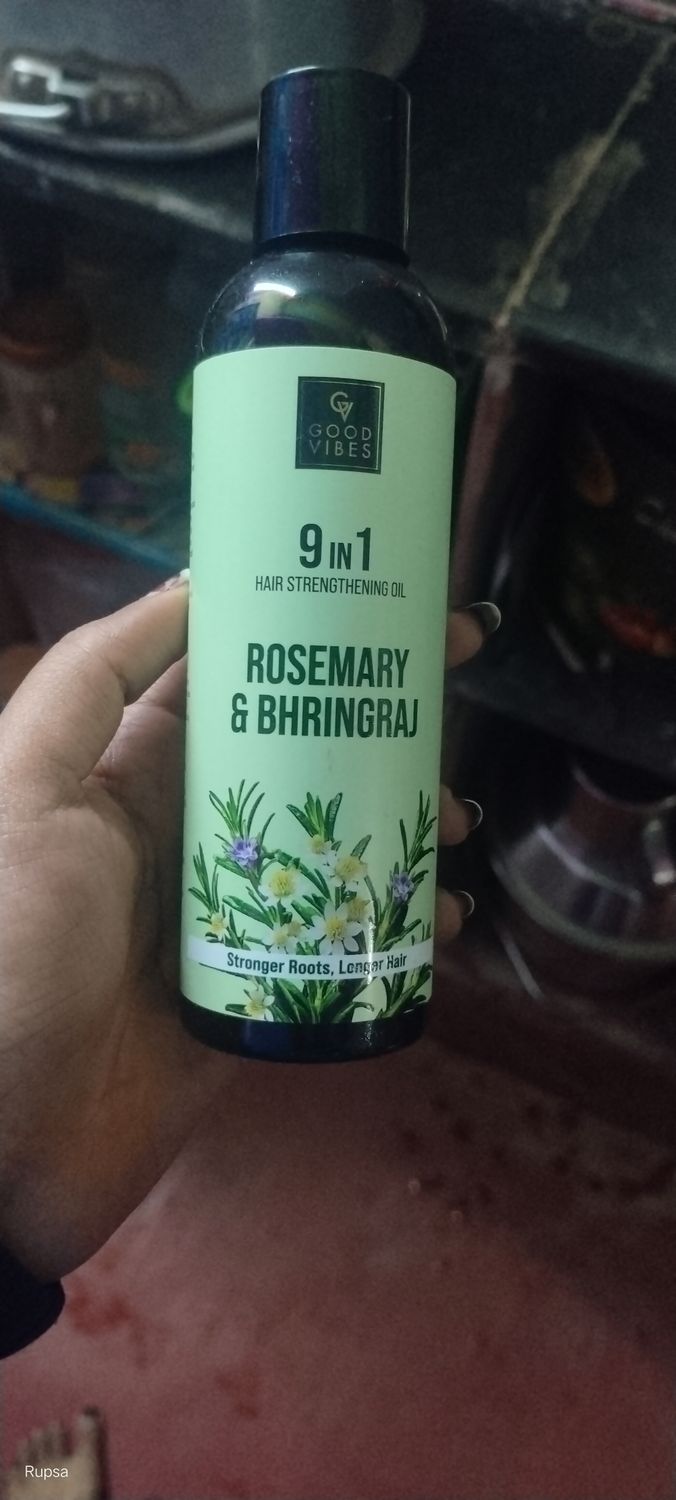 GV
GOOD
VIBES
9 IN 1
HAIR STRENGTHENING OIL
ROSEMARY
& BHRINGRAJ
Stronger Roots, Longer Hair
Rupsa